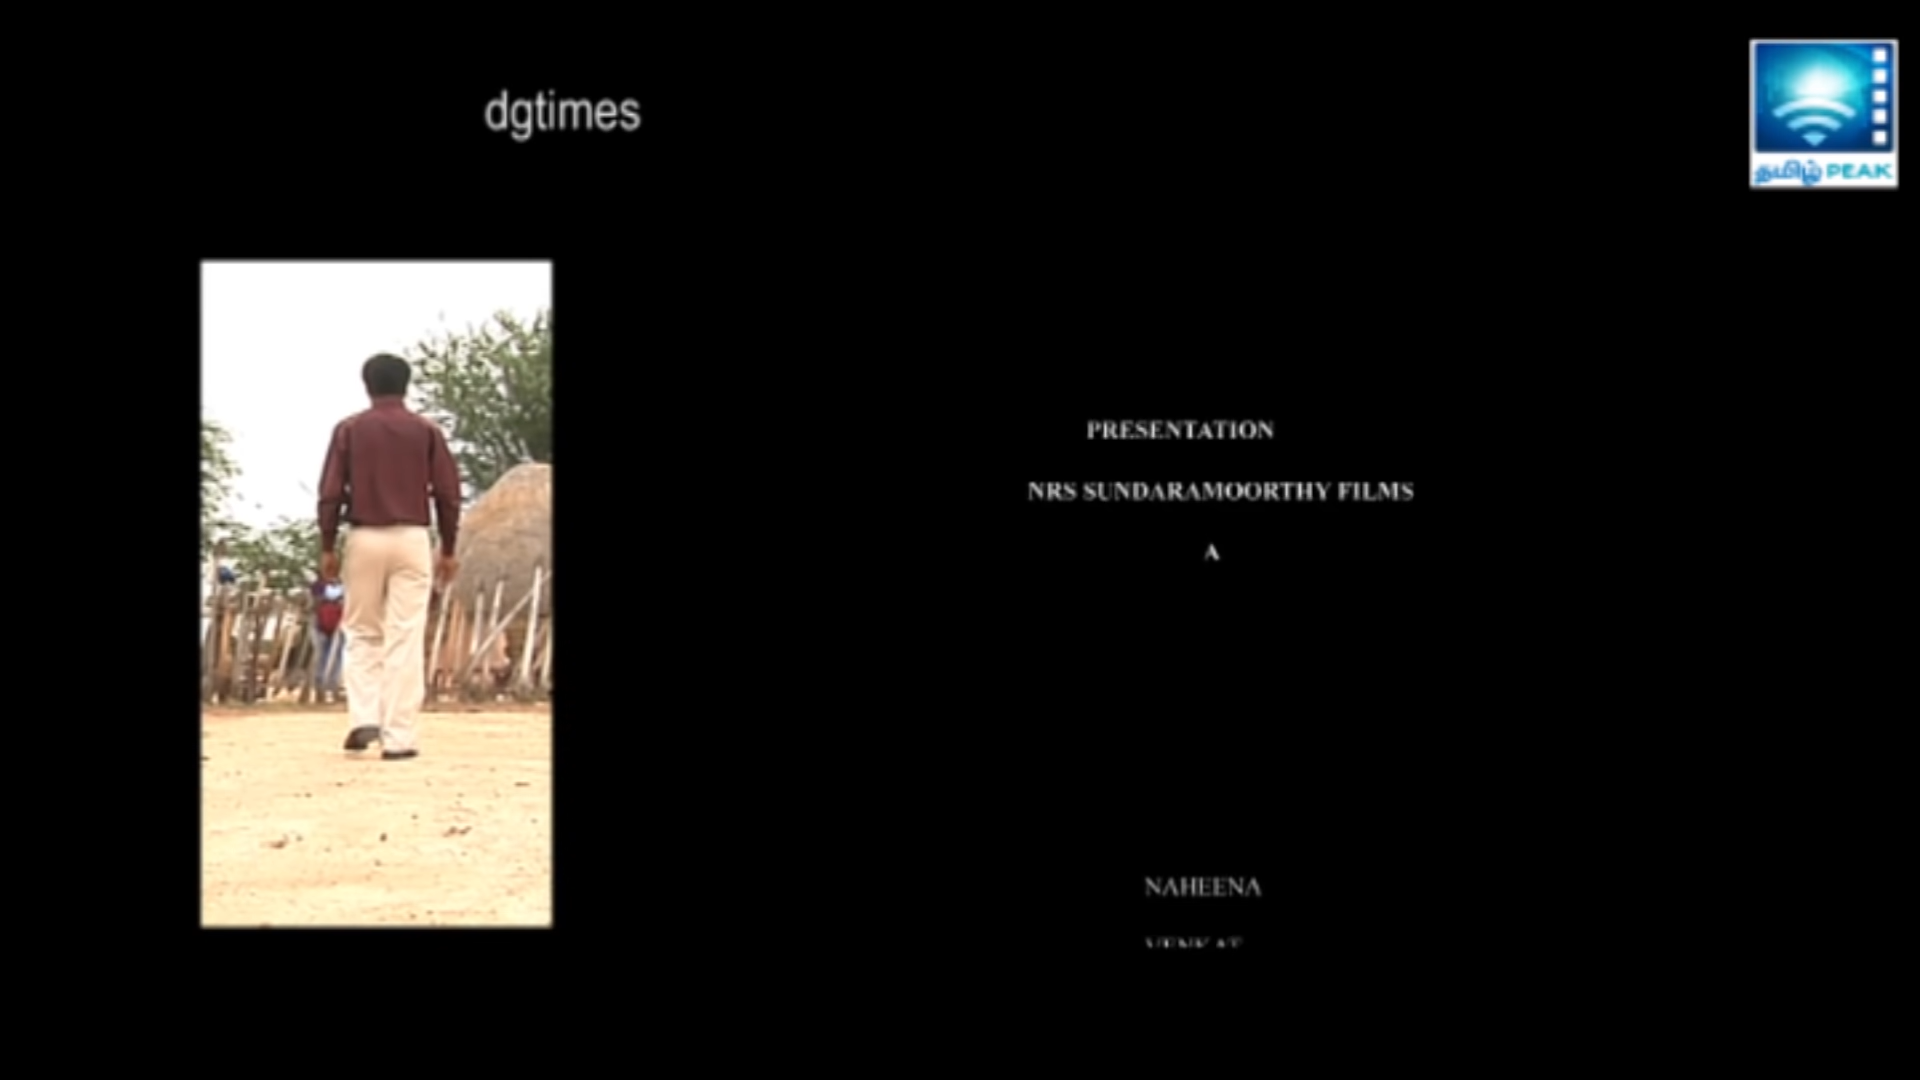 dgtimes
தமிழ் PEAK
PRESENTATION
NRS SUNDARAMOORTHY FILMS
A
NAHEENA